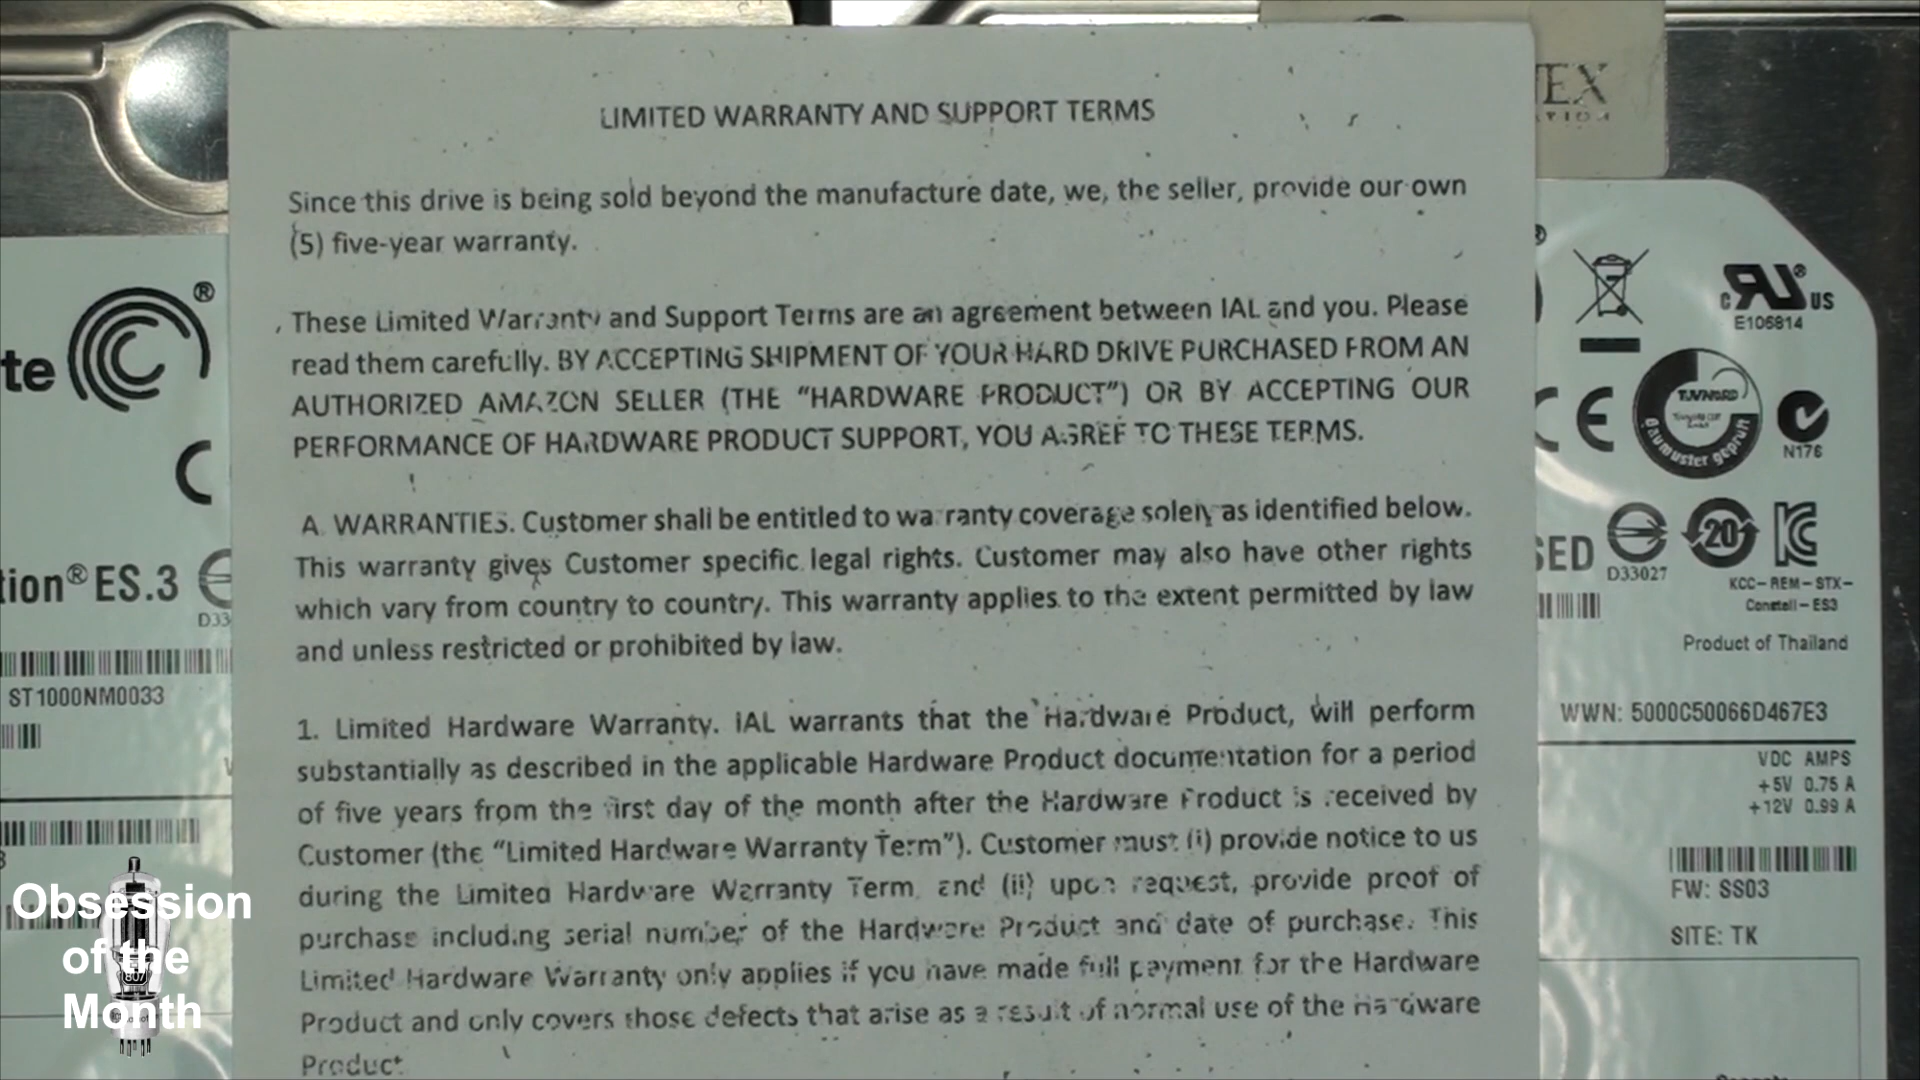 LIMITED WARRANTY AND SUPPORT TERMS
Since this drive is being sold beyond the manufacture date, we, the seller, provide our own
(5) five-year warranty.
These Limited Warranty and Support Terms are an agreement between IAL and you. Please
read them carefully. BY ACCEPTING SHIPMENT OF YOUR HARD DRIVE PURCHASED FROM AN
AUTHORIZED AMAZON SELLER (THE “HARDWARE PRODUCT”) OR BY ACCEPTING OUR
PERFORMANCE OF HARDWARE PRODUCT SUPPORT, YOU AGREE TO THESE TERMS.
A. WARRANTIES. Customer shall be entitled to warranty coverage solely as identified below.
This warranty gives Customer specific legal rights. Customer may also have other rights
which vary from country to country. This warranty applies to the extent permitted by law
and unless restricted or prohibited by law.
1. Limited Hardware Warranty. IAL warrants that the Hardware Product, will perform
substantially as described in the applicable Hardware Product documentation for a period
of five years from the first day of the month after the Hardware Product is received by
Customer (the “Limited Hardware Warranty Term”). Customer must (i) provide notice to us
during the Limited Hardware Warranty Term and (ii) upon request, provide proof of
purchase including serial number of the Hardware Product and date of purchase. This
Limited Hardware Warranty only applies if you have made full payment for the Hardware
Product and only covers those defects that arise as a result of normal use of the Hardware
Product
te ®
tion® ES.3
D33
ST1000NM0033
TEX
®
C RU ® US
E106814
CE
TUVNORD
Baumuster geprüft
N176
SED
D33027
20
KCC-REM-STX-
Constell-ES3
Product of Thailand
WWN: 5000C50066D467E3
VDC AMPS
+5V 0.75 A
+12V 0.99 A
FW: SS03
SITE: TK
Obsession
of the
Month